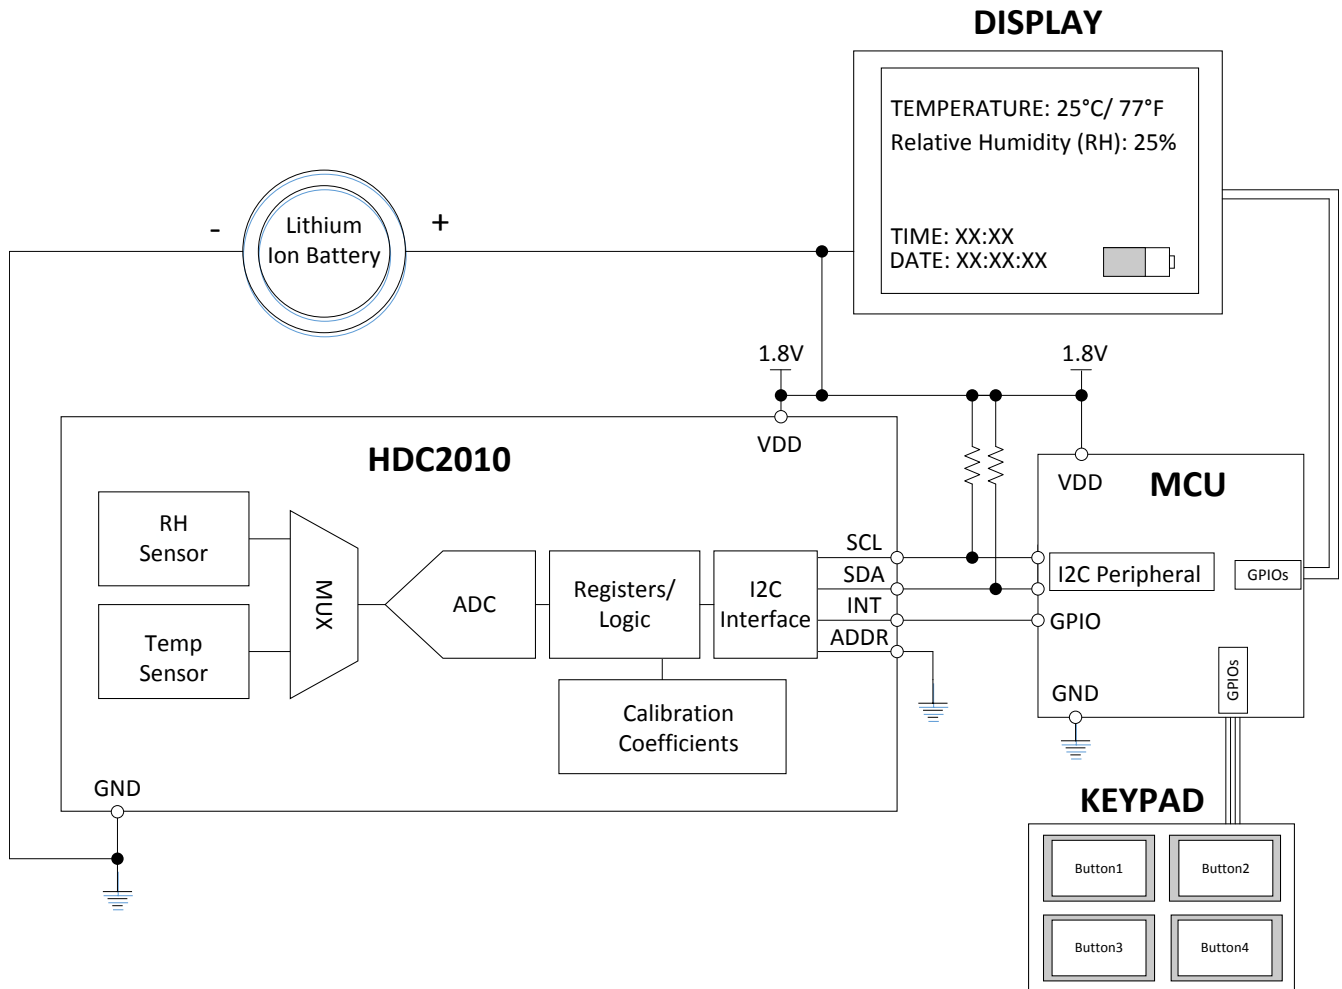 DISPLAY
TEMPERATURE: 25°C/ 77°F
Relative Humidity (RH): 25%
TIME: XX:XX
DATE: XX:XX:XX
-
Lithium
Ion Battery
+
1.8V
1.8V
VDD
HDC2010
RH
Sensor
Temp
Sensor
MUX
ADC
Registers/
Logic
I2C
Interface
Calibration
Coefficients
SCL
SDA
INT
ADDR
GND
VDD
MCU
I2C Peripheral
GPIOs
GPIO
GPIOs
GND
KEYPAD
Button1
Button2
Button3
Button4